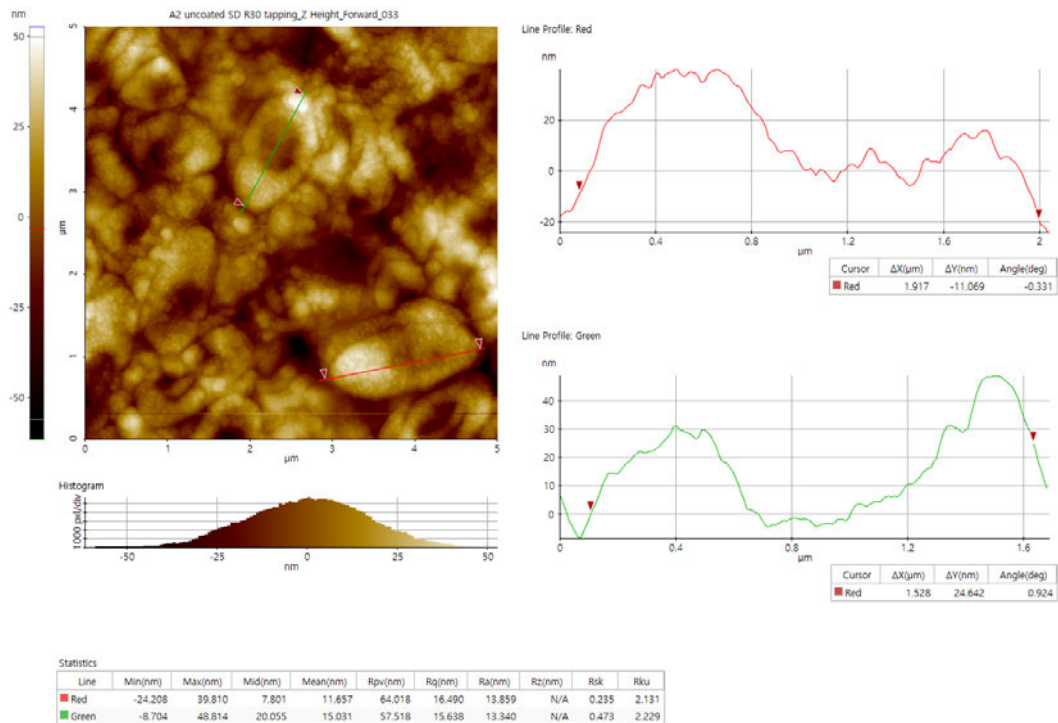 A2 uncoated SD R30 tapping_Z Height_Forward_033
nm
50
25
0
-25
-50
µm
5
4
3
2
1
0
0 1 2 3 4 5
µm
Histogram
1000 pxl/div
-50 -25 0 25 50
nm
Line Profile: Red
nm
20
0
-20
0 0.4 0.8 1.2 1.6 2
µm
Cursor ΔX(µm) ΔY(nm) Angle(deg)
Red 1.917 -11.069 -0.331
Line Profile: Green
nm
40
30
20
10
0
0 0.4 0.8 1.2 1.6
µm
Cursor ΔX(µm) ΔY(nm) Angle(deg)
Red 1.528 24.642 0.924
Statistics
Line Min(nm) Max(nm) Mid(nm) Mean(nm) Rpv(nm) Rq(nm) Ra(nm) Rz(nm) Rsk Rku
Red -24.208 39.810 7.801 11.657 64.018 16.490 13.859 N/A 0.235 2.131
Green -8.704 48.814 20.055 15.031 57.518 15.638 13.340 N/A 0.473 2.229